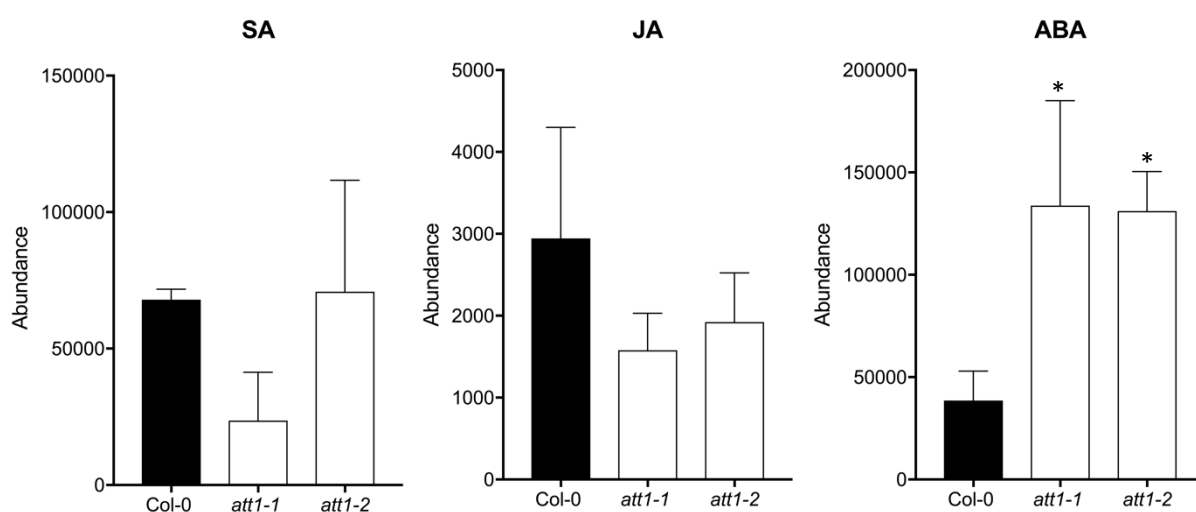 SA
150000
100000
50000
0
Abundance
Col-0 att1-1 att1-2
JA
5000
4000
3000
2000
1000
0
Abundance
Col-0 att1-1 att1-2
ABA
200000
150000
100000
50000
0
Abundance
* *
Col-0 att1-1 att1-2